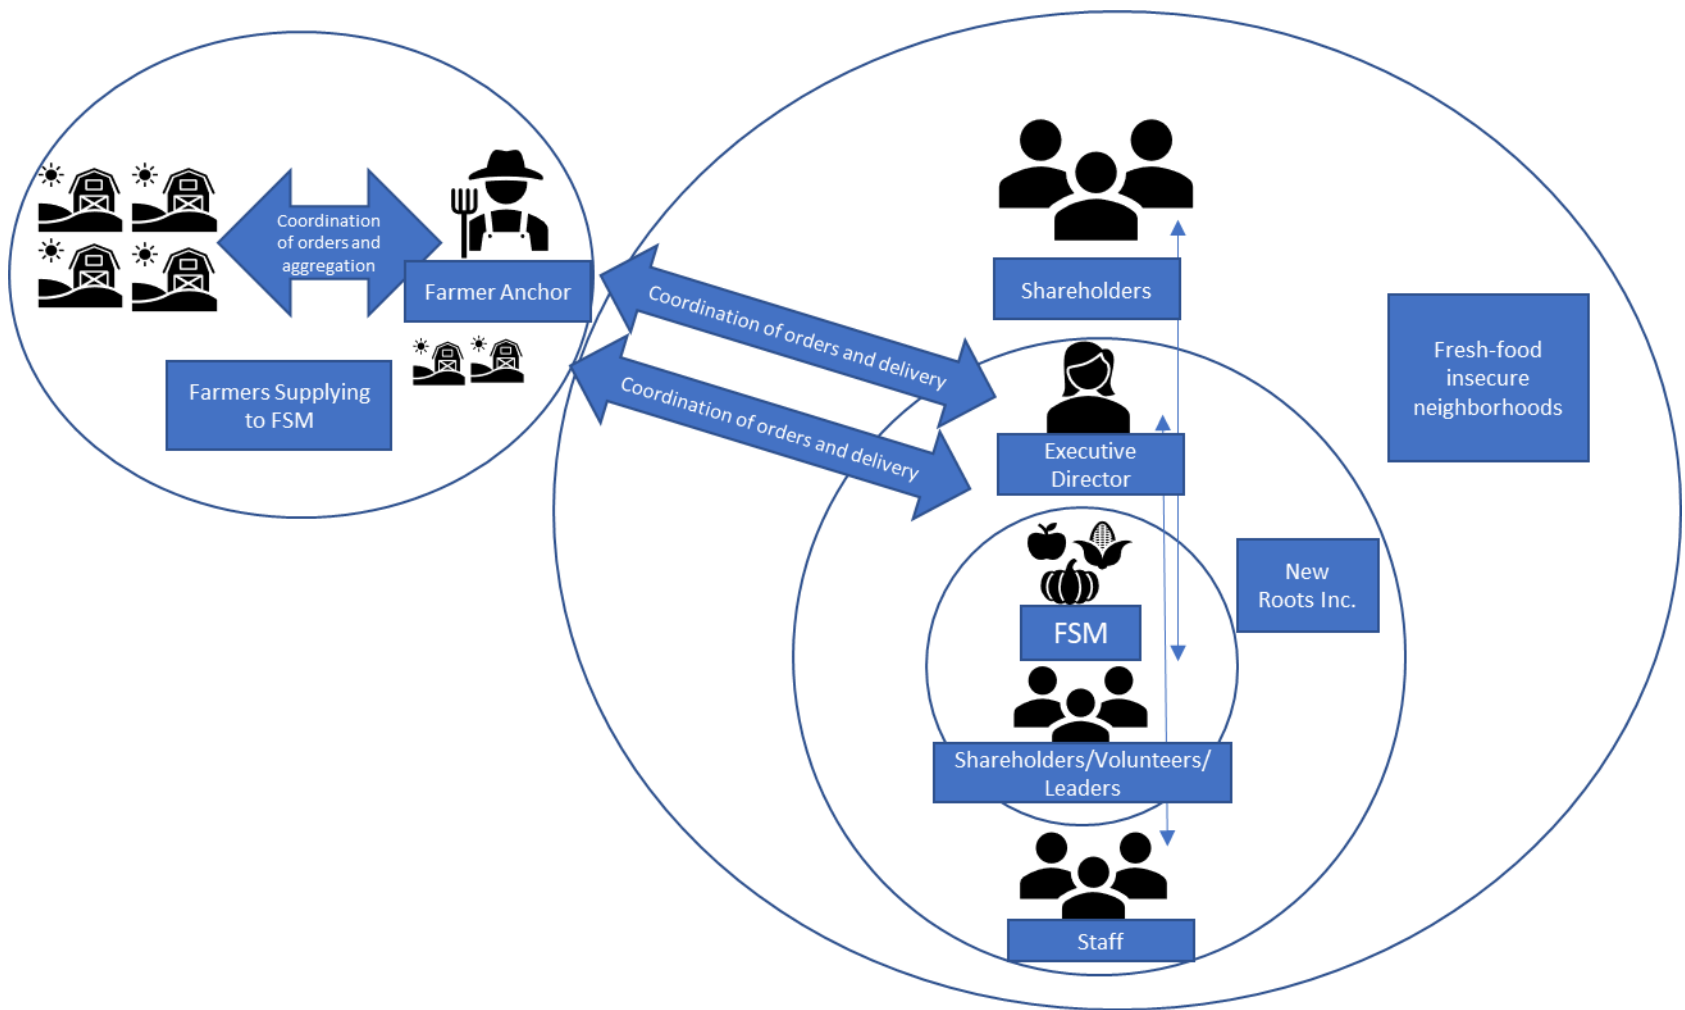 Coordination
of orders and
aggregation
Farmer Anchor
Farmers Supplying
to FSM
Coordination of orders and delivery
Coordination of orders and delivery
Shareholders
Executive
Director
FSM
Shareholders/Volunteers/
Leaders
Staff
New
Roots Inc.
Fresh-food
insecure
neighborhoods